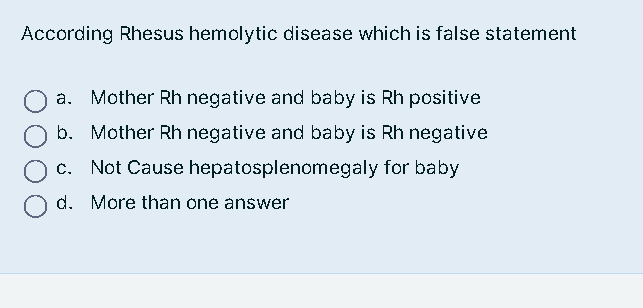 According Rhesus hemolytic disease which is false statement
a. Mother Rh negative and baby is Rh positive
b. Mother Rh negative and baby is Rh negative
c. Not Cause hepatosplenomegaly for baby
d. More than one answer